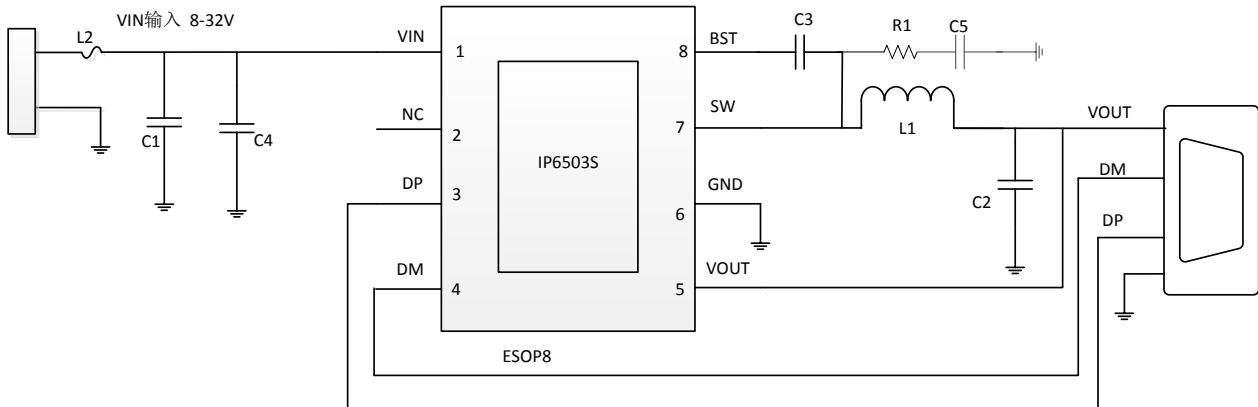 VIN输入 8-32V
L2
C1
C4
VIN
1
NC
2
DP
3
DM
4
IP6503S
ESOP8
8
BST
7
SW
6
GND
5
VOUT
C3
R1
C5
L1
C2
VOUT
DM
DP